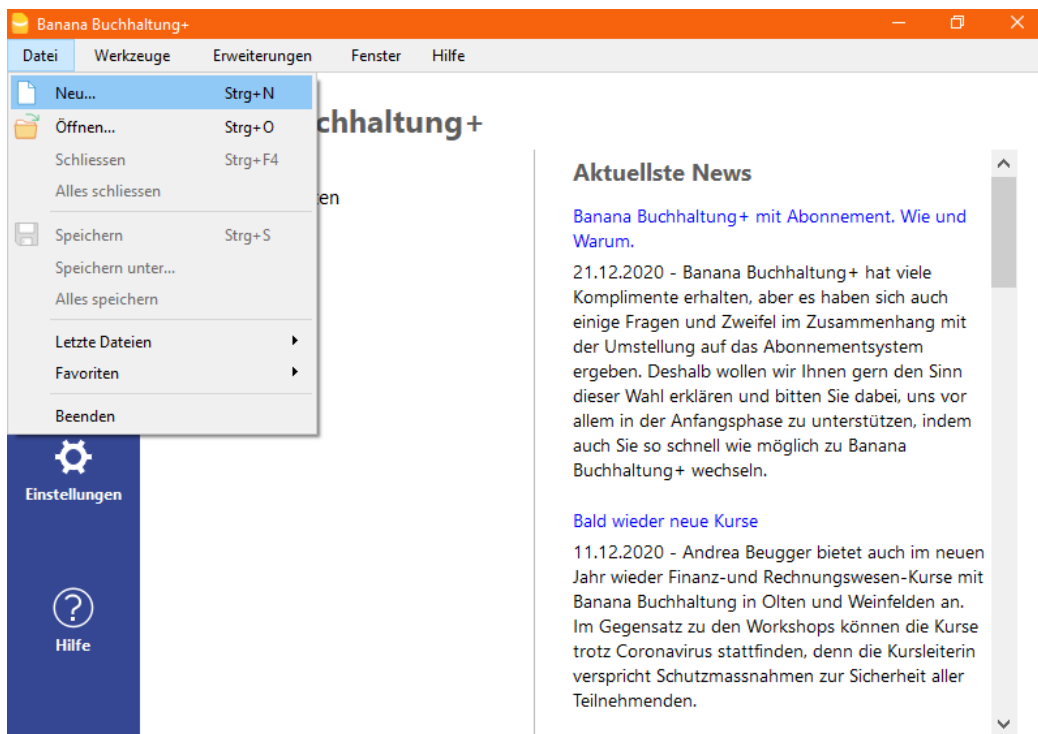 Banana Buchhaltung+
Datei Werkzeuge Erweiterungen Fenster Hilfe
Neu... Strg+N
Öffnen... Strg+O
Schliessen Strg+F4
Alles schliessen
Speichern Strg+S
Speichern unter...
Alles speichern
Letzte Dateien
Favoriten
Beenden
Einstellungen
Hilfe
chhaltung+
en
Aktuellste News
Banana Buchhaltung+ mit Abonnement. Wie und
Warum.
21.12.2020 - Banana Buchhaltung+ hat viele
Komplimente erhalten, aber es haben sich auch
einige Fragen und Zweifel im Zusammenhang mit
der Umstellung auf das Abonnementsystem
ergeben. Deshalb wollen wir Ihnen gern den Sinn
dieser Wahl erklären und bitten Sie dabei, uns vor
allem in der Anfangsphase zu unterstützen, indem
auch Sie so schnell wie möglich zu Banana
Buchhaltung+ wechseln.
Bald wieder neue Kurse
11.12.2020 - Andrea Beugger bietet auch im neuen
Jahr wieder Finanz-und Rechnungswesen-Kurse mit
Banana Buchhaltung in Olten und Weinfelden an.
Im Gegensatz zu den Workshops können die Kurse
trotz Coronavirus stattfinden, denn die Kursleiterin
verspricht Schutzmassnahmen zur Sicherheit aller
Teilnehmenden.